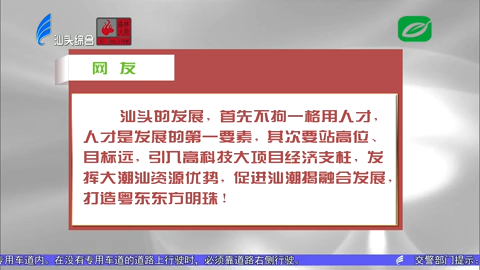 汕头综合
网友
汕头的发展，首先不拘一格用人才，
人才是发展的第一要素，其次要站高位、
目标远，引入高科技大项目经济支柱，发
挥大潮汕资源优势，促进汕潮揭融合发展，
打造粤东东方明珠！
专用车道内。在没有专用车道的道路上行驶时，必须靠道路右侧行驶。 交警部门提示：